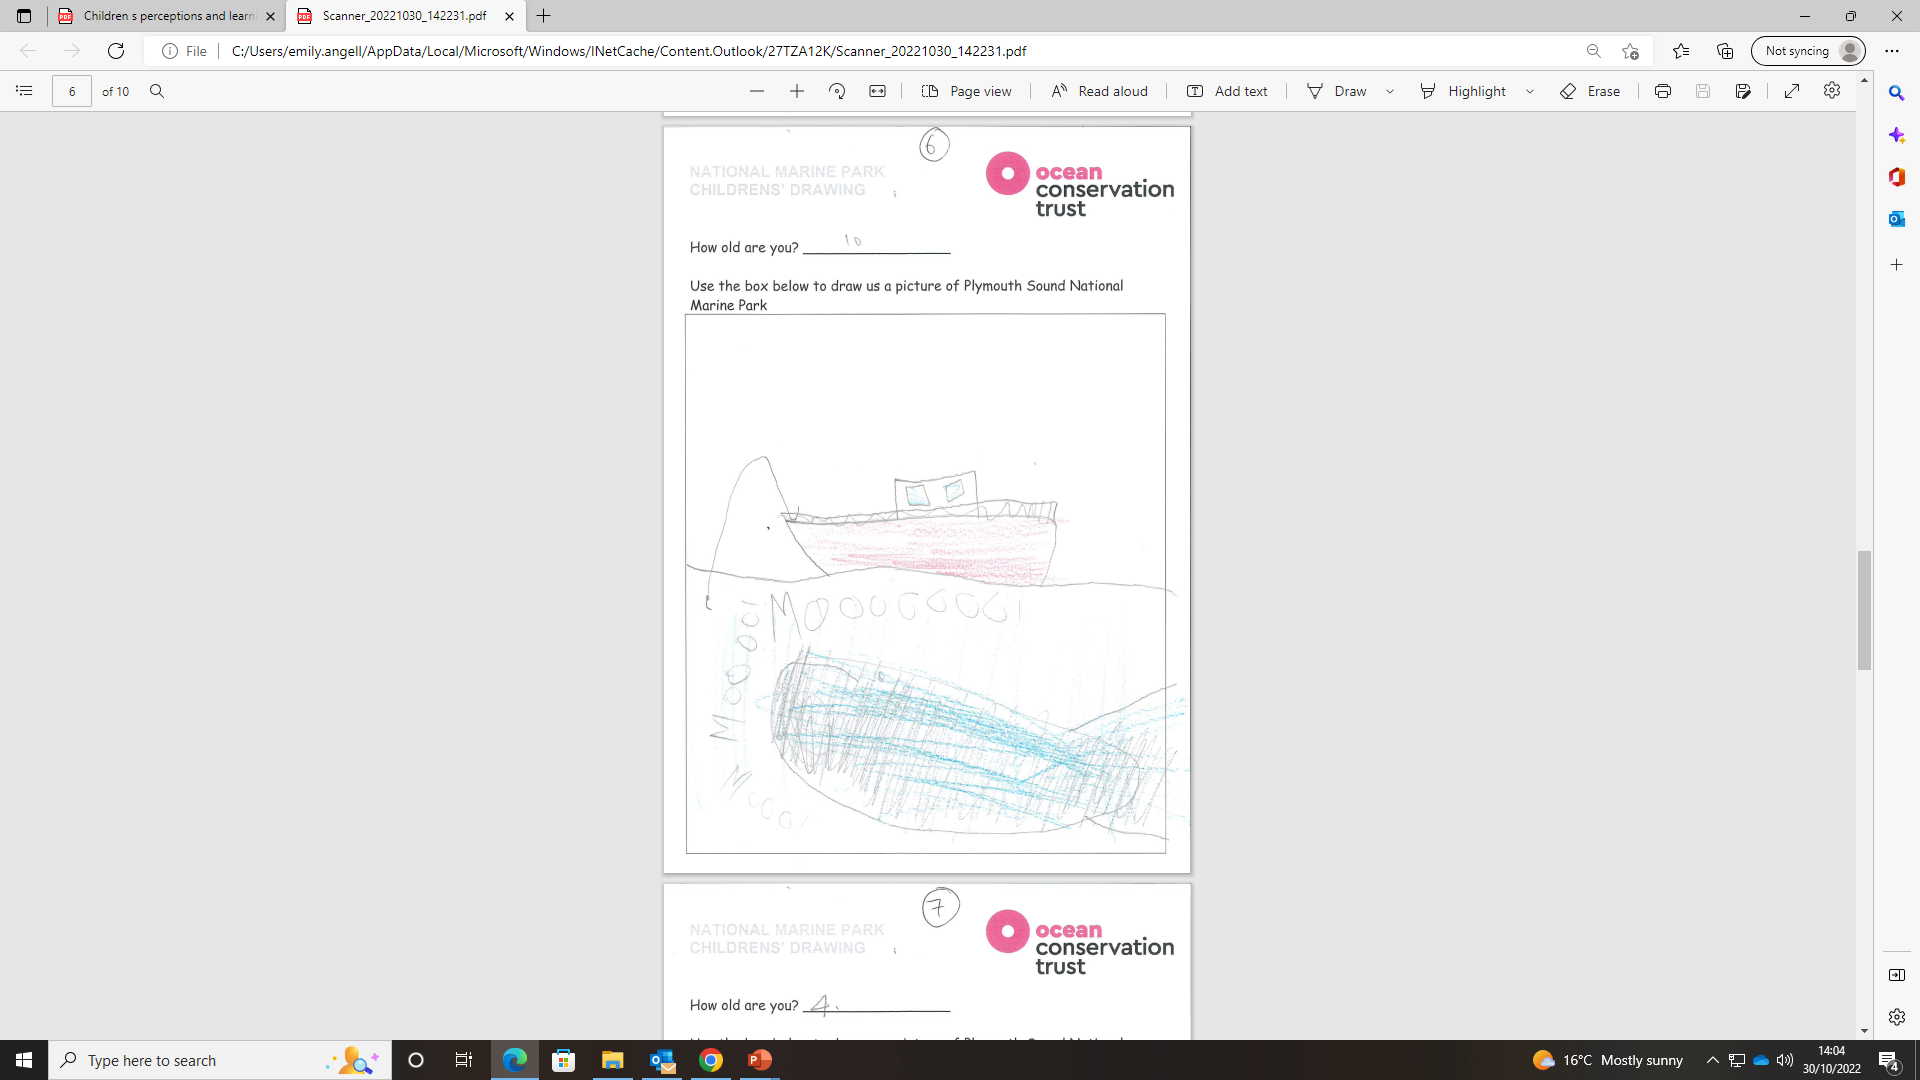 Children s perceptions and learni
Scanner_20221030_142231.pdf
File
C:/Users/emily.angell/AppData/Local/Microsoft/Windows/INetCache/Content.Outlook/27TZA12K/Scanner_20221030_142231.pdf
Not syncing
6 of 10
Page view
Read aloud
Add text
Draw
Highlight
Erase
6
NATIONAL MARINE PARK
CHILDRENS' DRAWING
ocean
conservation
trust
How old are you? 10
Use the box below to draw us a picture of Plymouth Sound National
Marine Park
7
NATIONAL MARINE PARK
CHILDRENS' DRAWING
ocean
conservation
trust
How old are you? 4.
Type here to search
16°C Mostly sunny
14:04
30/10/2022
4